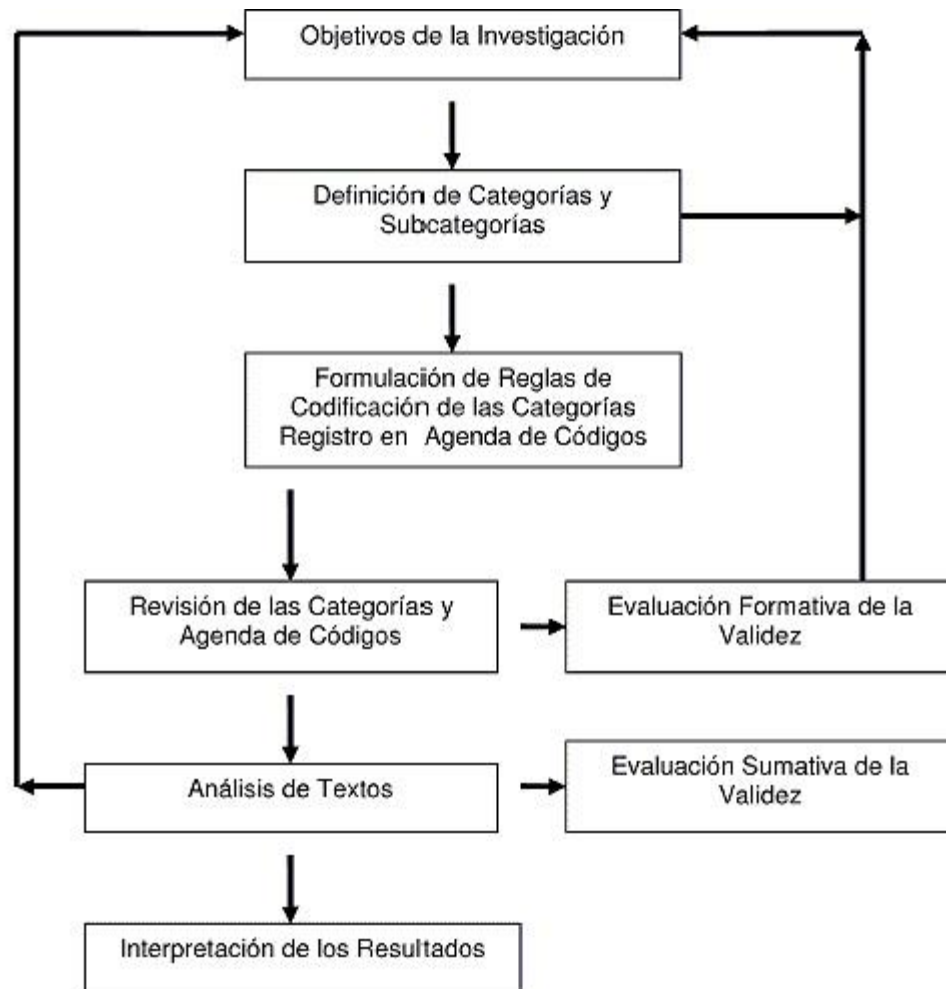 Objetivos de la Investigación
Definición de Categorías y
Subcategorías
Formulación de Reglas de
Codificación de las Categorías
Registro en Agenda de Códigos
Revisión de las Categorías y
Agenda de Códigos
Evaluación Formativa de la
Validez
Análisis de Textos
Evaluación Sumativa de la
Validez
Interpretación de los Resultados